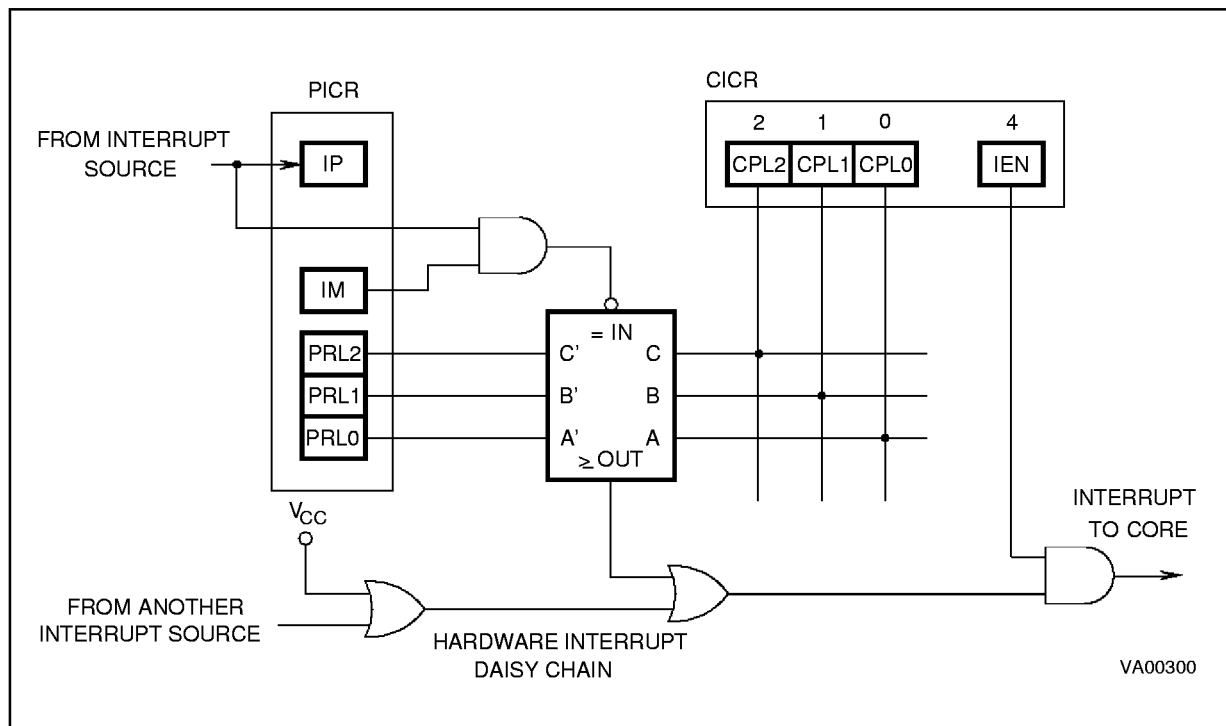 PICR
CICR
FROM INTERRUPT
SOURCE
2 1 0 4
IP
CPL2 CPL1 CPL0 IEN
IM
= IN
PRL2 C' C
PRL1 B' B
PRL0 A' A
≥ OUT
VCC
INTERRUPT
TO CORE
FROM ANOTHER
INTERRUPT SOURCE
HARDWARE INTERRUPT
DAISY CHAIN
VA00300